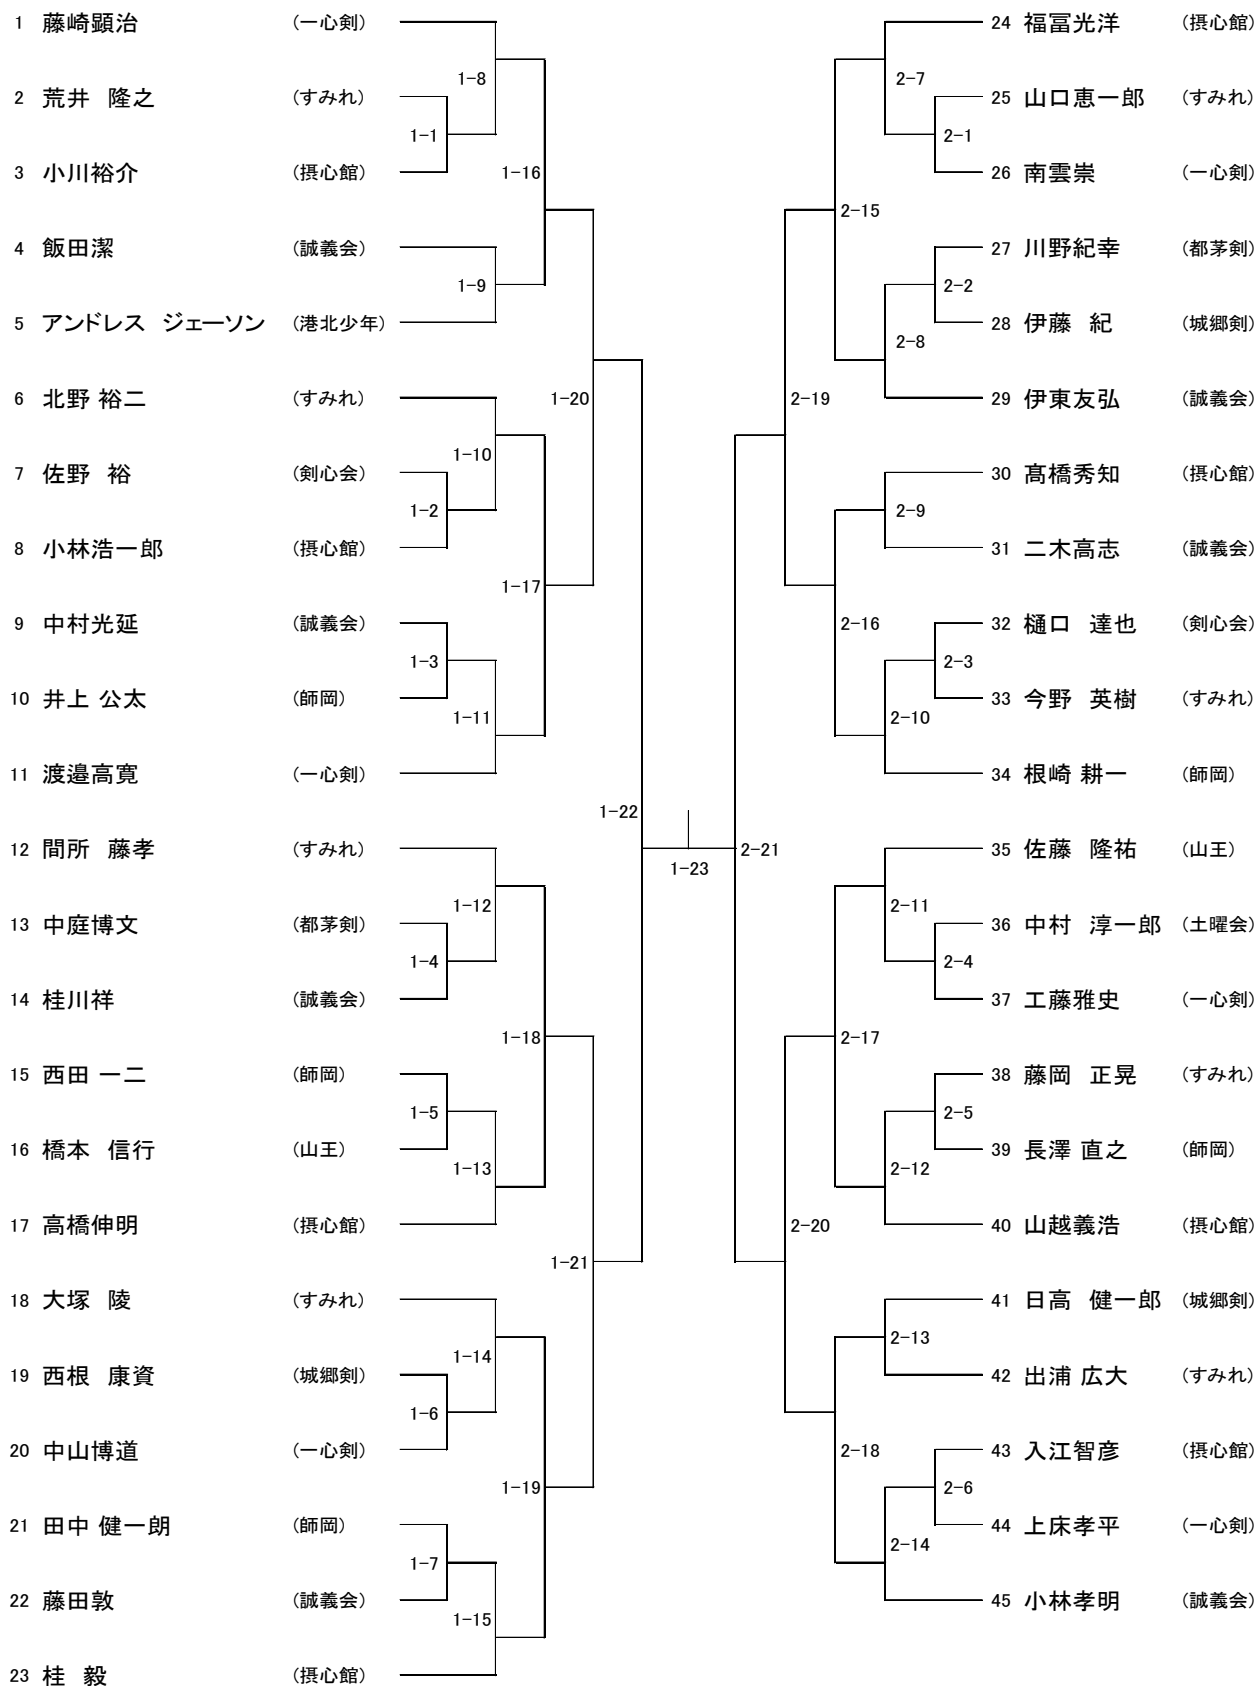 1 藤崎顕治 (一心剣)
2 荒井 隆之 (すみれ)
3 小川裕介 (摂心館)
4 飯田潔 (誠義会)
5 アンドレス ジェーソン (港北少年)
6 北野 裕二 (すみれ)
7 佐野 裕 (剣心会)
8 小林浩一郎 (摂心館)
9 中村光延 (誠義会)
10 井上 公太 (師岡)
11 渡邉高寛 (一心剣)
12 間所 藤孝 (すみれ)
13 中庭博文 (都茅剣)
14 桂川祥 (誠義会)
15 西田 一二 (師岡)
16 橋本 信行 (山王)
17 高橋伸明 (摂心館)
18 大塚 陵 (すみれ)
19 西根 康資 (城郷剣)
20 中山博道 (一心剣)
21 田中 健一朗 (師岡)
22 藤田敦 (誠義会)
23 桂 毅 (摂心館)
1-1
1-2
1-3
1-4
1-5
1-6
1-7
1-8
1-9
1-10
1-11
1-12
1-13
1-14
1-15
1-16
1-17
1-18
1-19
1-20
1-21
1-22
1-23
2-21
2-19
2-20
2-15
2-16
2-17
2-18
2-7
2-8
2-9
2-10
2-11
2-12
2-13
2-14
2-1
2-2
2-3
2-4
2-5
2-6
24 福冨光洋 (摂心館)
25 山口恵一郎 (すみれ)
26 南雲崇 (一心剣)
27 川野紀幸 (都茅剣)
28 伊藤 紀 (城郷剣)
29 伊東友弘 (誠義会)
30 髙橋秀知 (摂心館)
31 二木高志 (誠義会)
32 樋口 達也 (剣心会)
33 今野 英樹 (すみれ)
34 根崎 耕一 (師岡)
35 佐藤 隆祐 (山王)
36 中村 淳一郎 (土曜会)
37 工藤雅史 (一心剣)
38 藤岡 正晃 (すみれ)
39 長澤 直之 (師岡)
40 山越義浩 (摂心館)
41 日高 健一郎 (城郷剣)
42 出浦 広大 (すみれ)
43 入江智彦 (摂心館)
44 上床孝平 (一心剣)
45 小林孝明 (誠義会)